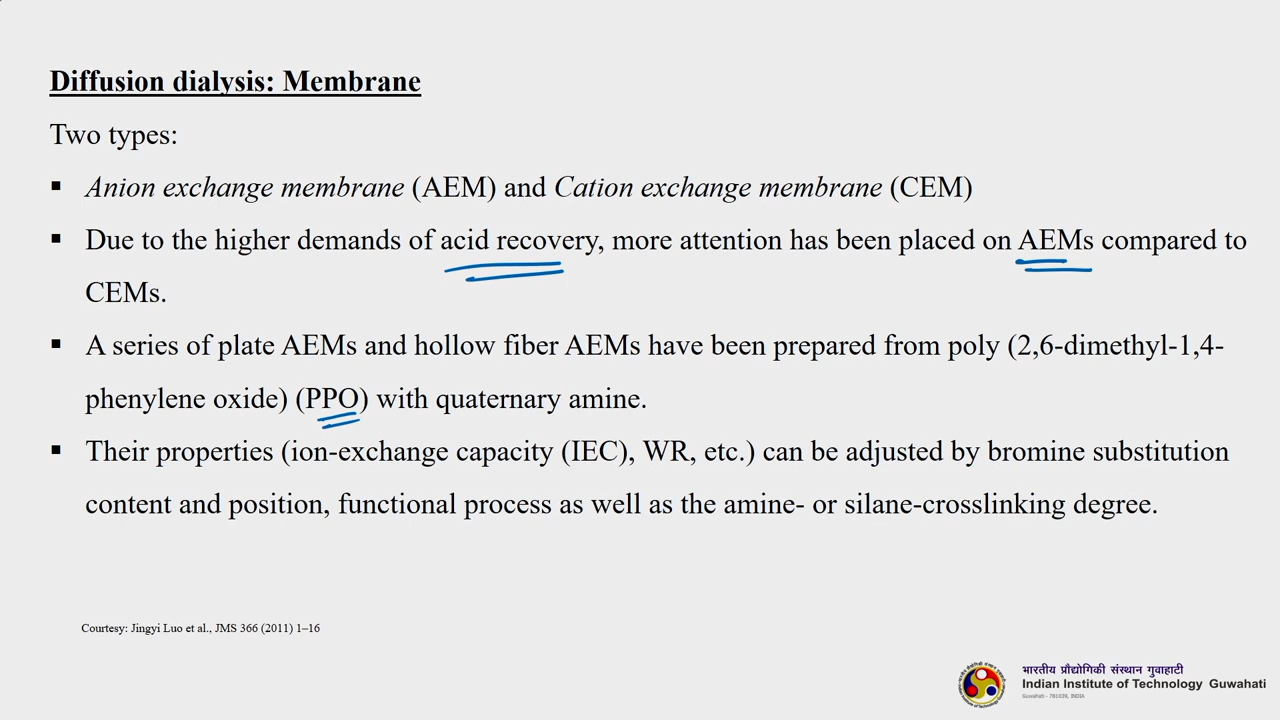 Diffusion dialysis: Membrane
Two types:
▪ Anion exchange membrane (AEM) and Cation exchange membrane (CEM)
▪ Due to the higher demands of acid recovery, more attention has been placed on AEMs compared to
CEMs.
▪ A series of plate AEMs and hollow fiber AEMs have been prepared from poly (2,6-dimethyl-1,4-
phenylene oxide) (PPO) with quaternary amine.
▪ Their properties (ion-exchange capacity (IEC), WR, etc.) can be adjusted by bromine substitution
content and position, functional process as well as the amine- or silane-crosslinking degree.
Courtesy: Jingyi Luo et al., JMS 366 (2011) 1–16
भारतीय प्रौद्योगिकी संस्थान गुवाहाटी
Indian Institute of Technology Guwahati
Guwahati - 781039, INDIA